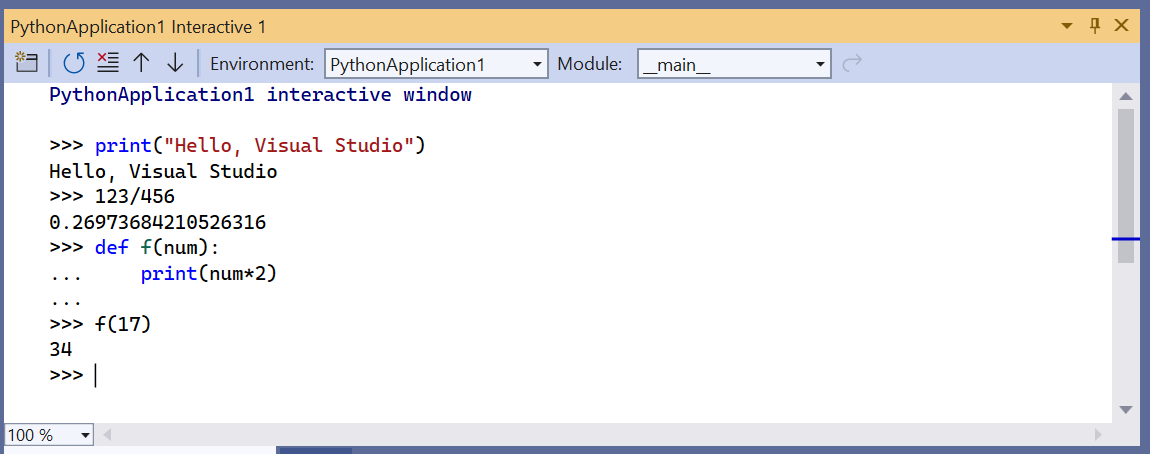 PythonApplication1 Interactive 1
Environment: PythonApplication1 Module: __main__
PythonApplication1 interactive window
>>> print("Hello, Visual Studio")
Hello, Visual Studio
>>> 123/456
0.26973684210526316
>>> def f(num):
...     print(num*2)
...
>>> f(17)
34
>>>
100 %